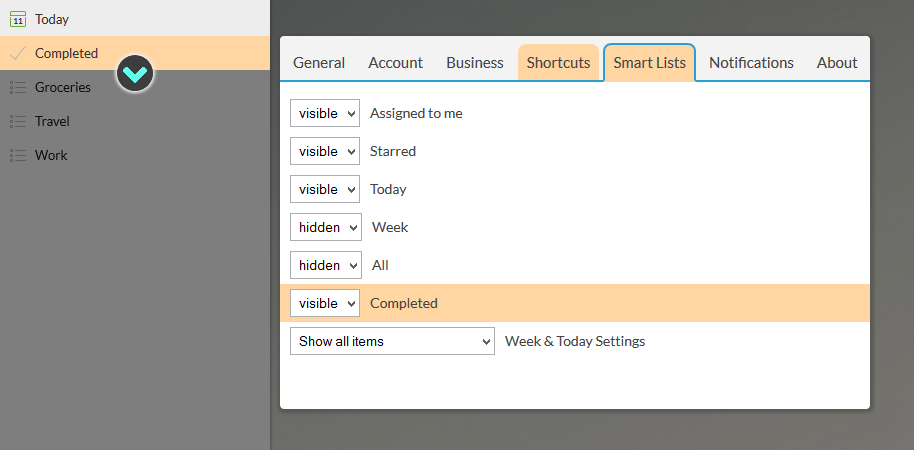 11 Today
Completed
Groceries
Travel
Work
General Account Business Shortcuts Smart Lists Notifications About
visible Assigned to me
visible Starred
visible Today
hidden Week
hidden All
visible Completed
Show all items Week & Today Settings